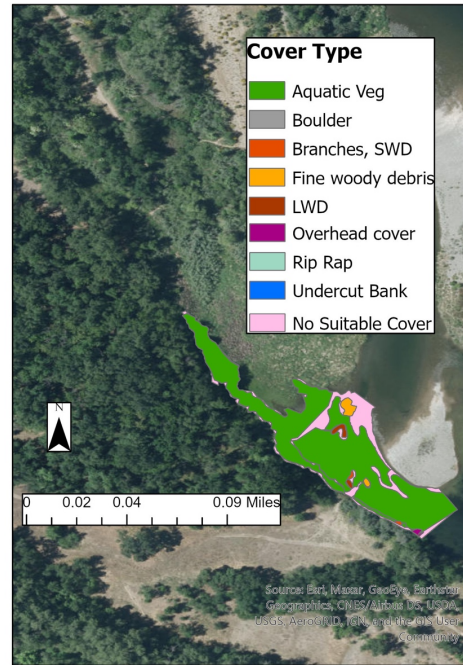 Cover Type
Aquatic Veg
Boulder
Branches, SWD
Fine woody debris
LWD
Overhead cover
Rip Rap
Undercut Bank
No Suitable Cover
N
0 0.02 0.04 0.09 Miles
Source: Esri, Maxar, GeoEye, Earthstar
Geographics, CNES/Airbus DS, USDA,
USGS, AeroGRID, IGN, and the GIS User
Community